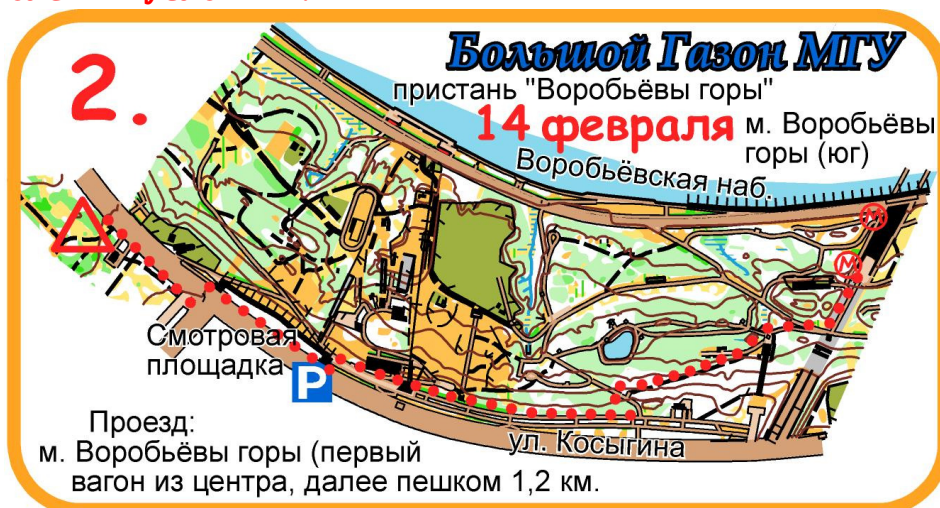 2.
Большой Газон МГУ
пристань "Воробьёвы горы"
14 февраля
м. Воробьёвы
горы (юг)
Воробьёвская наб.
М
М
Смотровая
площадка
P
ул. Косыгина
Проезд:
м. Воробьёвы горы (первый
вагон из центра, далее пешком 1,2 км.